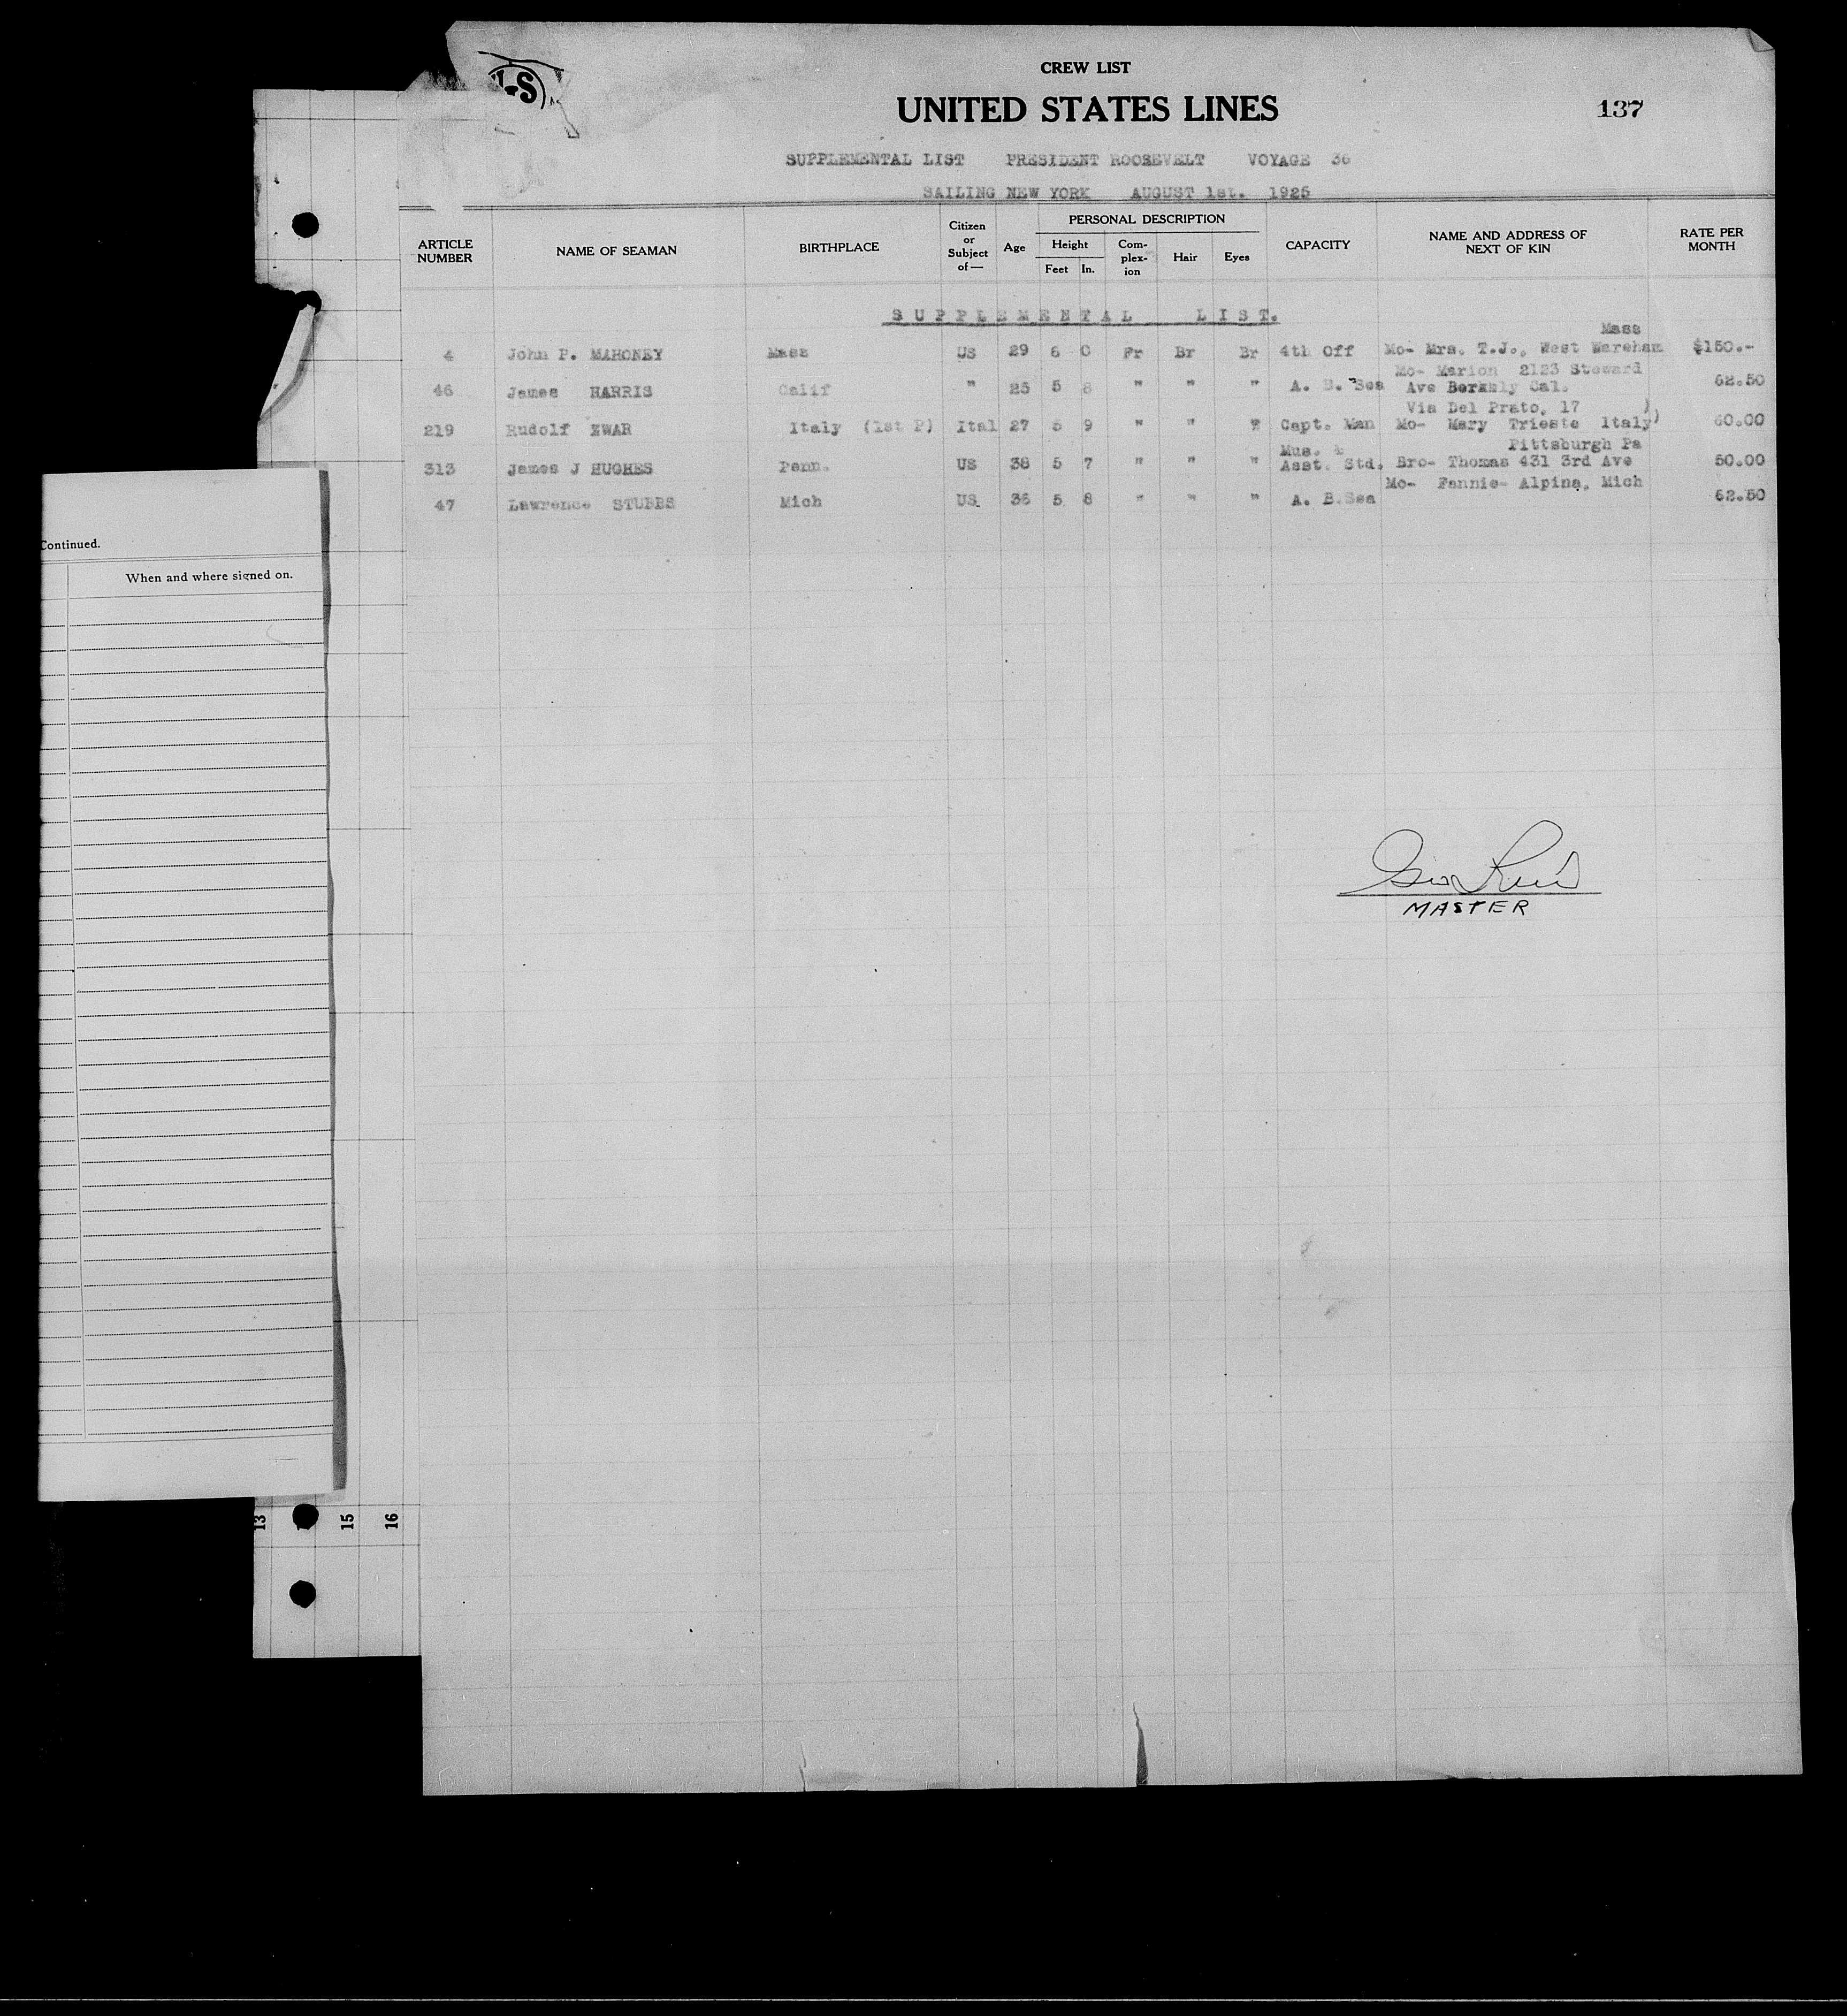 CREW LIST
UNITED STATES LINES
137
SUPPLEMENTAL LIST PRESIDENT ROOSEVELT VOYAGE 36
SAILING NEW YORK AUGUST 1st. 1925
ARTICLE NUMBER NAME OF SEAMAN BIRTHPLACE Citizen or Subject of— Age PERSONAL DESCRIPTION Height Feet In. Com-plex-ion Hair Eyes CAPACITY NAME AND ADDRESS OF NEXT OF KIN RATE PER MONTH
SUPPLEMENTAL LIST.
Mass
4 John P. MAHONEY Mass US 29 6 0 Fr Br Br 4th Off Mo- Mrs. T.J., West Wareham $150.-
Mo- Marion 2123 Steward
46 James HARRIS Calif " 25 5 8 " " " A. B. Sea Ave Berkhly Cal. 62.50
Via Del Prato, 17 )
219 Rudolf ZWAR Italy (1st P) Ital 27 5 9 " " " Capt. Man Mo- Mary Trieste Italy) 60.00
Mus. & Pittsburgh Pa
313 James J HUGHES Penn. US 38 5 7 " " " Asst. Std. Bro- Thomas 431 3rd Ave 50.00
Mo- Fannie- Alpina, Mich
47 Lawrence STUBBS Mich US 36 5 8 " " " A. B.Sea 62.50
Continued.
When and where signed on.
MASTER
13
15
16